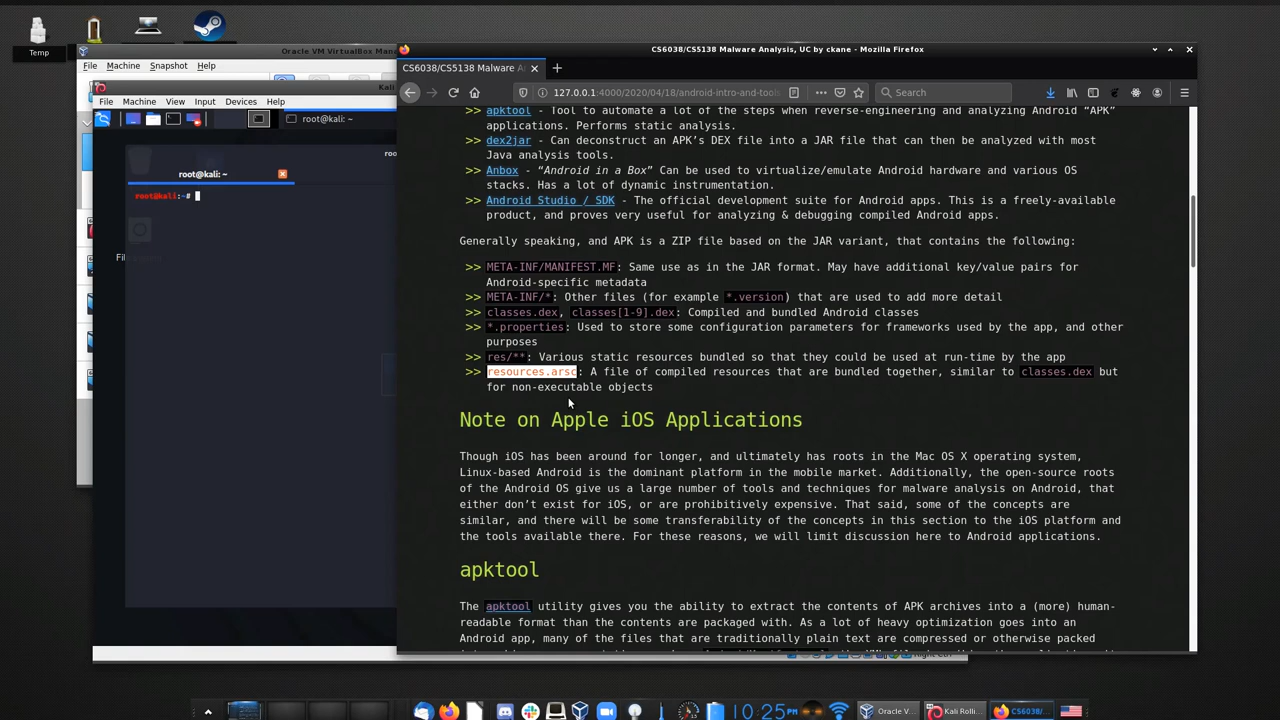 Temp
Oracle VM VirtualBox Man
File Machine Snapshot Help
Kali
File Machine View Input Devices Help
root@kali: ~
root@kali: ~
root@kali:~#
CS6038/CS5138 Malware Analysis, UC by ckane - Mozilla Firefox
CS6038/CS5138 Malware A
127.0.0.1:4000/2020/04/18/android-intro-and-tools
Search
>> apktool - Tool to automate a lot of the steps when reverse-engineering and analyzing Android “APK”
applications. Performs static analysis.
>> dex2jar - Can deconstruct an APK’s DEX file into a JAR file that can then be analyzed with most
Java analysis tools.
>> Anbox - “Android in a Box” Can be used to virtualize/emulate Android hardware and various OS
stacks. Has a lot of dynamic instrumentation.
>> Android Studio / SDK - The official development suite for Android apps. This is a freely-available
product, and proves very useful for analyzing & debugging compiled Android apps.
Generally speaking, and APK is a ZIP file based on the JAR variant, that contains the following:
>> META-INF/MANIFEST.MF: Same use as in the JAR format. May have additional key/value pairs for
Android-specific metadata
>> META-INF/*: Other files (for example *.version) that are used to add more detail
>> classes.dex, classes[1-9].dex: Compiled and bundled Android classes
>> *.properties: Used to store some configuration parameters for frameworks used by the app, and other
purposes
>> res/**: Various static resources bundled so that they could be used at run-time by the app
>> resources.arsc: A file of compiled resources that are bundled together, similar to classes.dex but
for non-executable objects
Note on Apple iOS Applications
Though iOS has been around for longer, and ultimately has roots in the Mac OS X operating system,
Linux-based Android is the dominant platform in the mobile market. Additionally, the open-source roots
of the Android OS give us a large number of tools and techniques for malware analysis on Android, that
either don’t exist for iOS, or are prohibitively expensive. That said, some of the concepts are
similar, and there will be some transferability of the concepts in this section to the iOS platform and
the tools available there. For these reasons, we will limit discussion here to Android applications.
apktool
The apktool utility gives you the ability to extract the contents of APK archives into a (more) human-
readable format than the contents are packaged with. As a lot of heavy optimization goes into an
Android app, many of the files that are traditionally plain text are compressed or otherwise packed
10:25 PM
Oracle V...
Kali Rolli...
CS6038/...